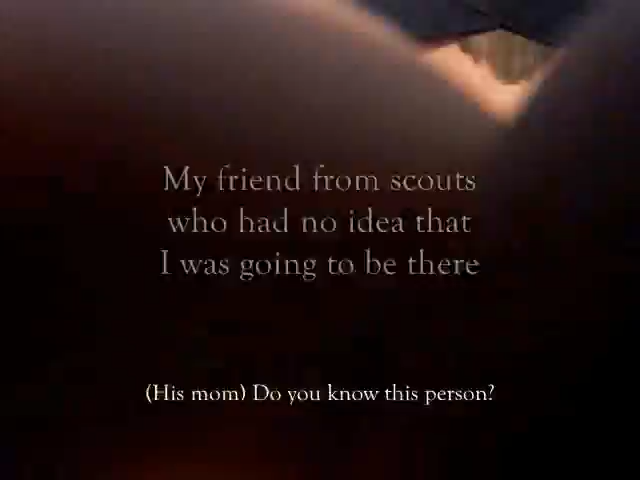 My friend from scouts
who had no idea that
I was going to be there
(His mom) Do you know this person?